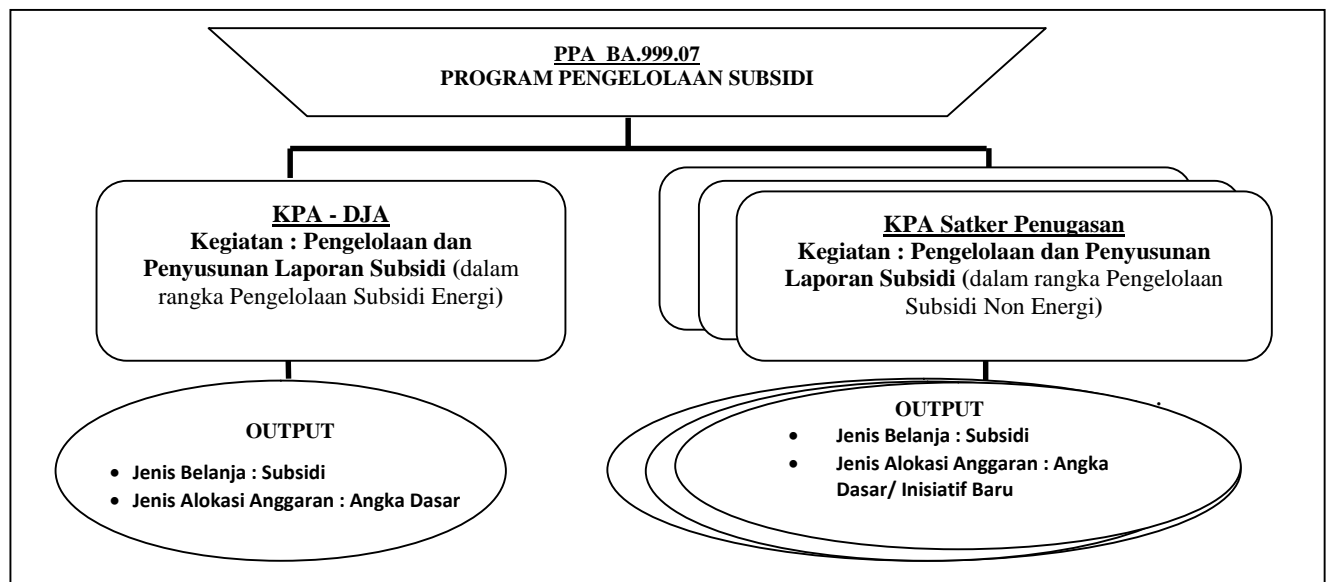 PPA BA.999.07
PROGRAM PENGELOLAAN SUBSIDI
KPA - DJA
Kegiatan : Pengelolaan dan
Penyusunan Laporan Subsidi (dalam
rangka Pengelolaan Subsidi Energi)
KPA Satker Penugasan
Kegiatan : Pengelolaan dan Penyusunan
Laporan Subsidi (dalam rangka Pengelolaan
Subsidi Non Energi)
OUTPUT
• Jenis Belanja : Subsidi
• Jenis Alokasi Anggaran : Angka Dasar
OUTPUT
• Jenis Belanja : Subsidi
• Jenis Alokasi Anggaran : Angka
Dasar/ Inisiatif Baru